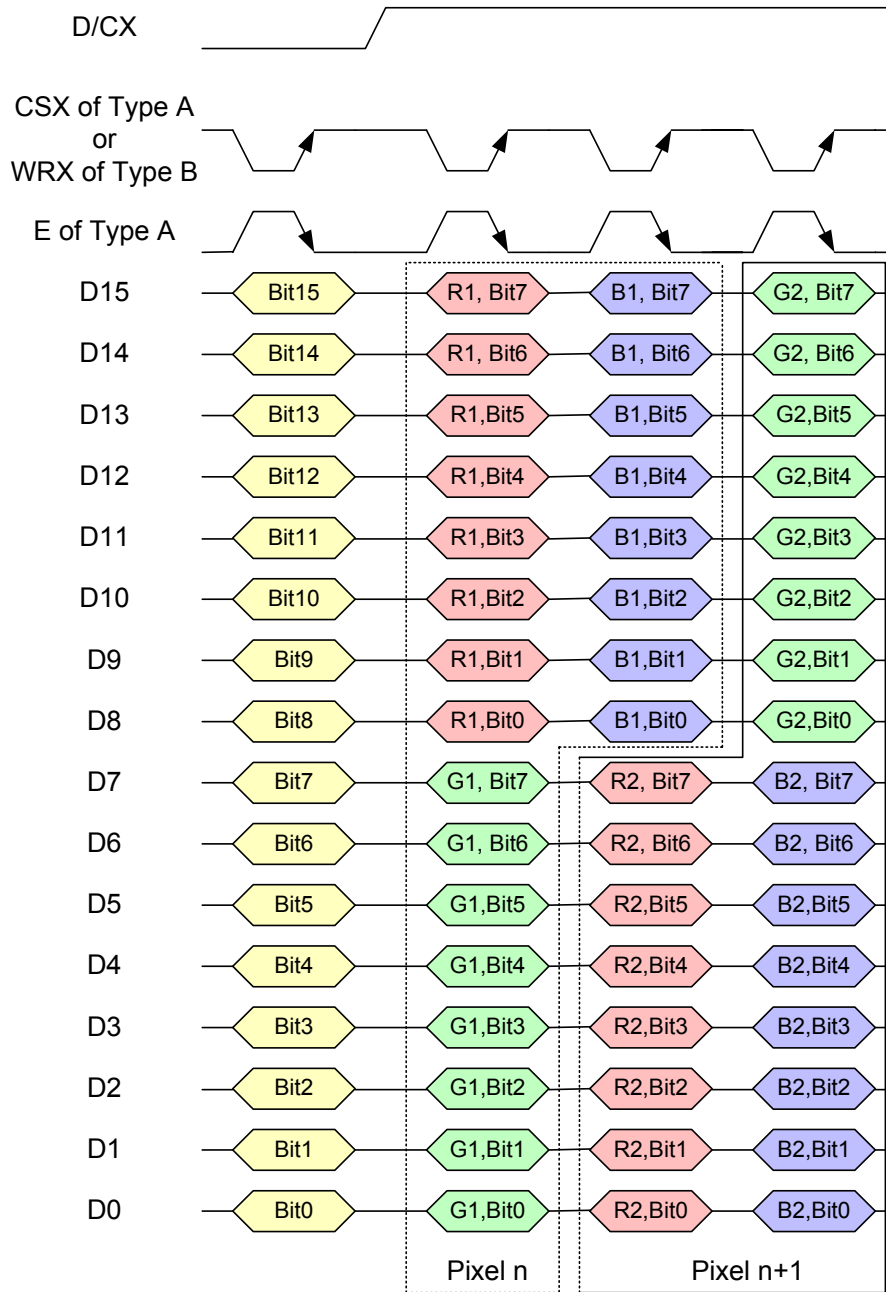 D/CX
CSX of Type A
or
WRX of Type B
E of Type A
D15 Bit15 R1, Bit7 B1, Bit7 G2, Bit7
D14 Bit14 R1, Bit6 B1, Bit6 G2, Bit6
D13 Bit13 R1,Bit5 B1,Bit5 G2,Bit5
D12 Bit12 R1,Bit4 B1,Bit4 G2,Bit4
D11 Bit11 R1,Bit3 B1,Bit3 G2,Bit3
D10 Bit10 R1,Bit2 B1,Bit2 G2,Bit2
D9 Bit9 R1,Bit1 B1,Bit1 G2,Bit1
D8 Bit8 R1,Bit0 B1,Bit0 G2,Bit0
D7 Bit7 G1, Bit7 R2, Bit7 B2, Bit7
D6 Bit6 G1, Bit6 R2, Bit6 B2, Bit6
D5 Bit5 G1,Bit5 R2,Bit5 B2,Bit5
D4 Bit4 G1,Bit4 R2,Bit4 B2,Bit4
D3 Bit3 G1,Bit3 R2,Bit3 B2,Bit3
D2 Bit2 G1,Bit2 R2,Bit2 B2,Bit2
D1 Bit1 G1,Bit1 R2,Bit1 B2,Bit1
D0 Bit0 G1,Bit0 R2,Bit0 B2,Bit0
Pixel n Pixel n+1